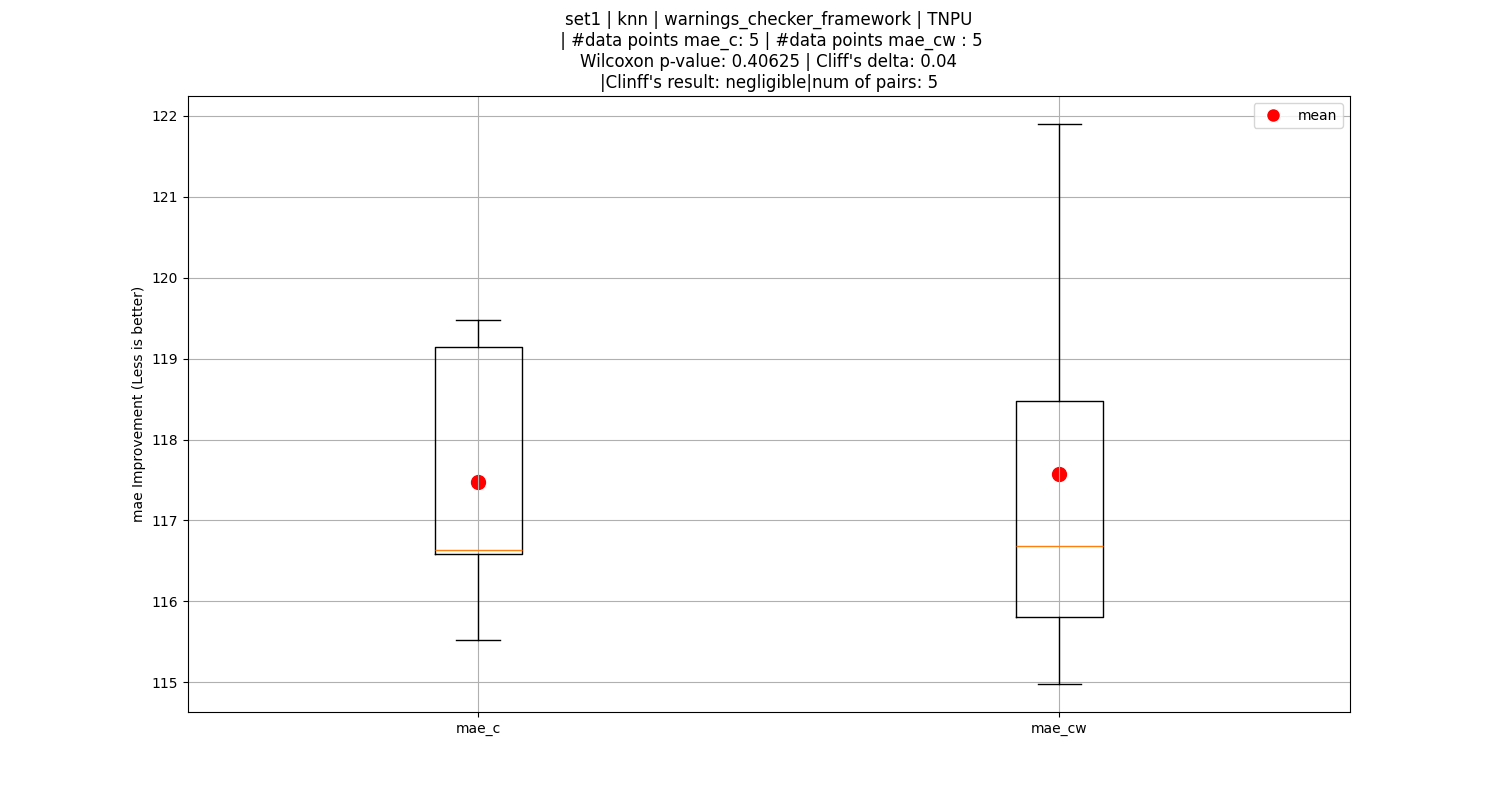 set1 | knn | warnings_checker_framework | TNPU
| #data points mae_c: 5 | #data points mae_cw : 5
Wilcoxon p-value: 0.40625 | Cliff's delta: 0.04
|Clinff's result: negligible|num of pairs: 5
mean
122
121
120
119
118
117
116
115
mae Improvement (Less is better)
mae_c
mae_cw